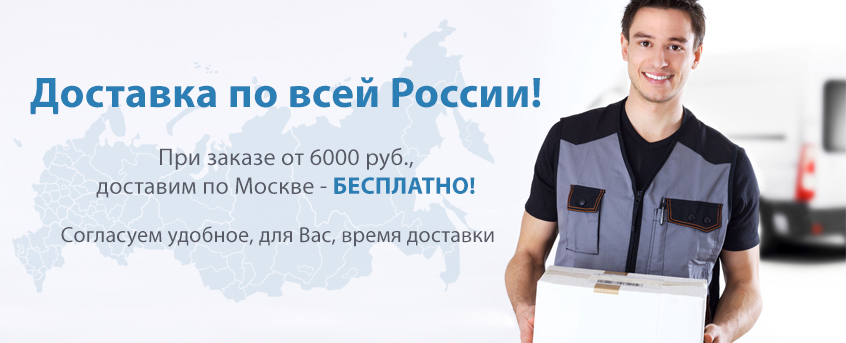 Доставка по всей России!
При заказе от 6000 руб.,
доставим по Москве - БЕСПЛАТНО!
Согласуем удобное, для Вас, время доставки